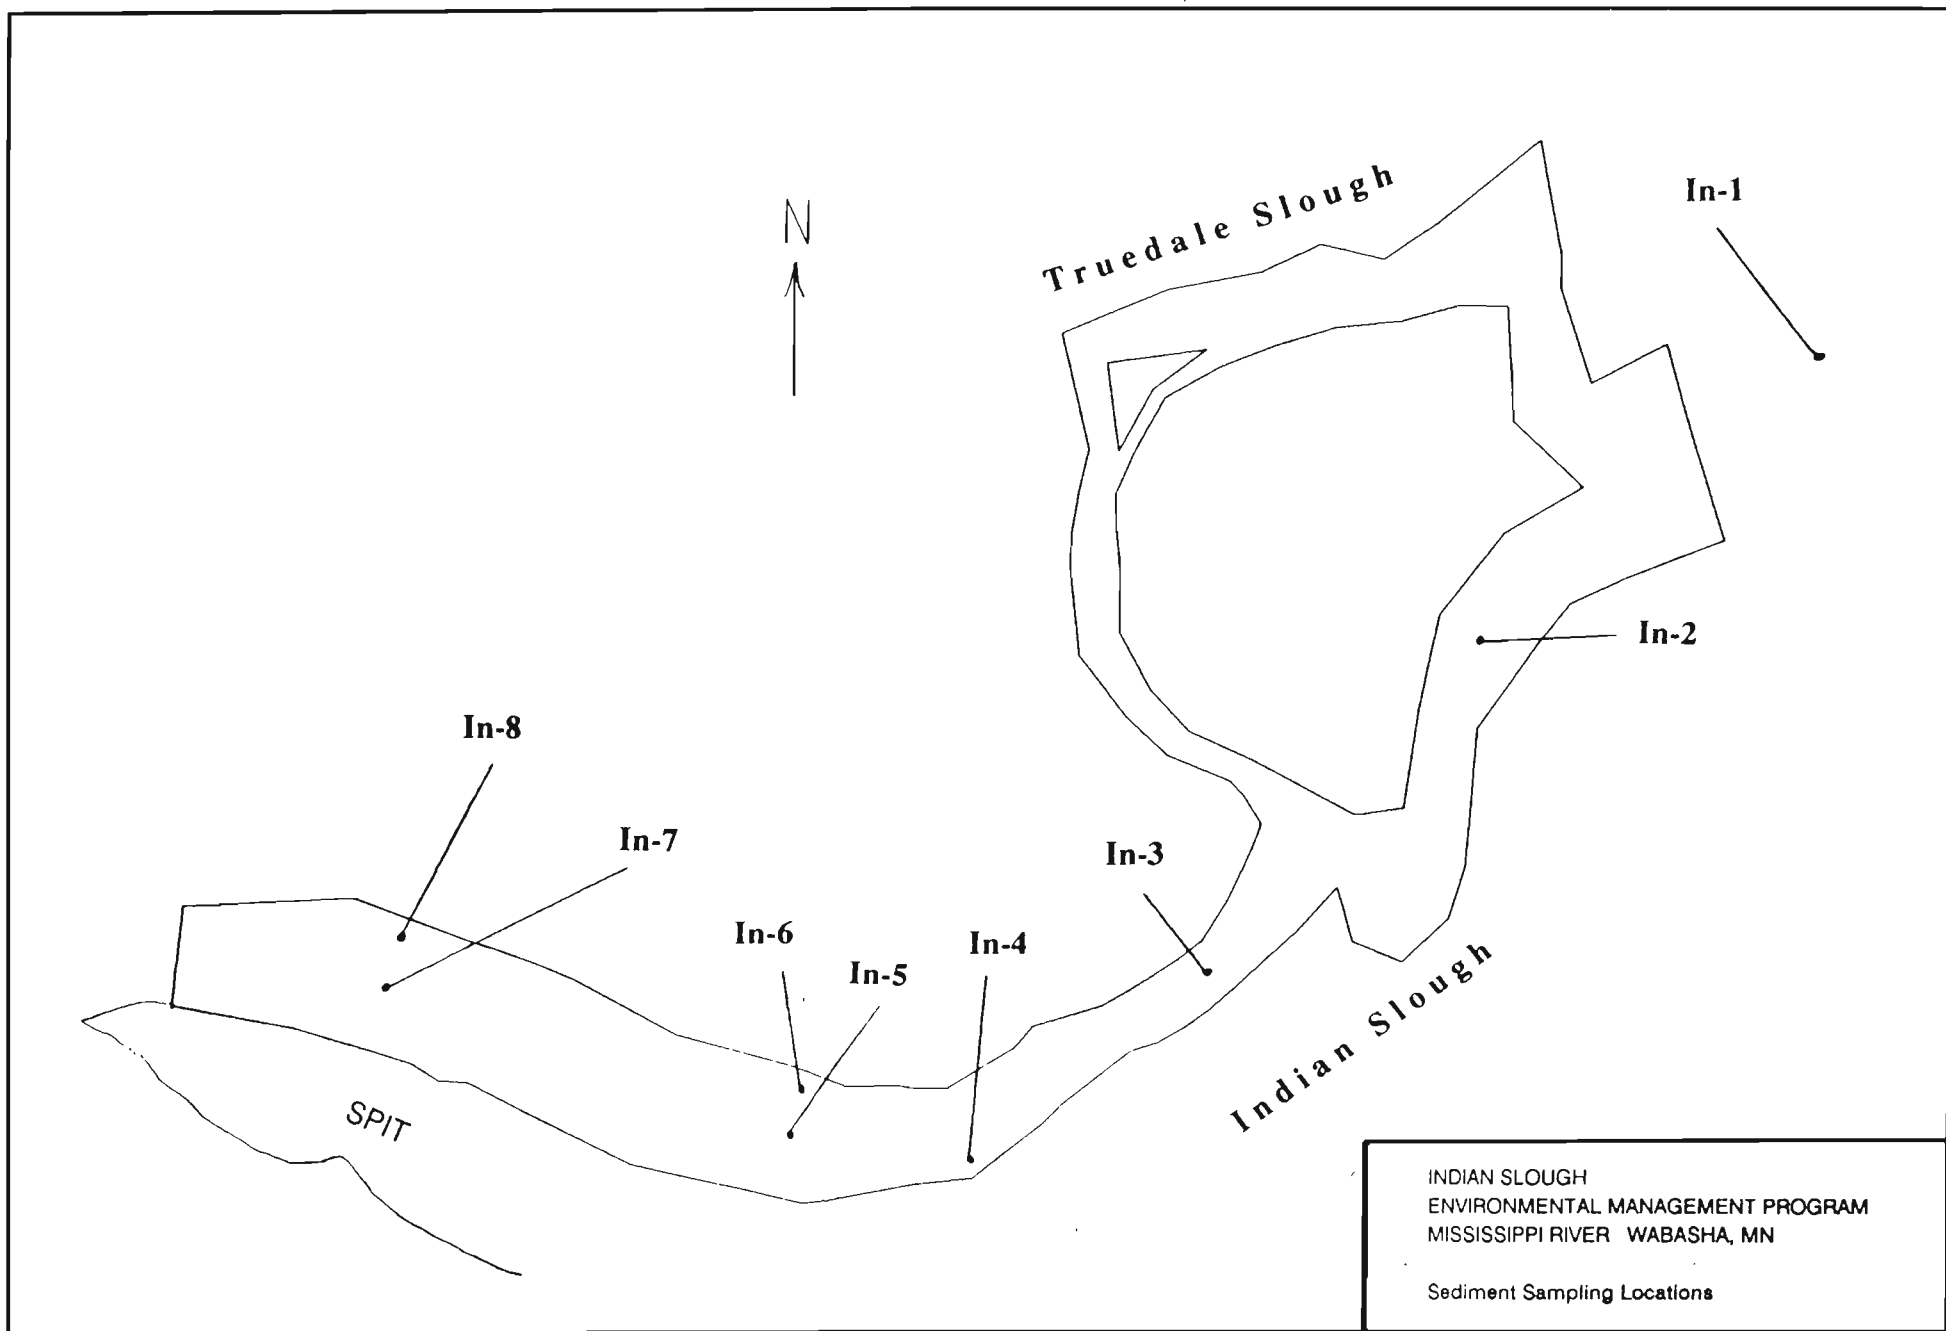 Truedale Slough
In-1
N
In-2
In-8
In-7
In-3
In-6
In-4
In-5
Indian Slough
SPIT
INDIAN SLOUGH
ENVIRONMENTAL MANAGEMENT PROGRAM
MISSISSIPPI RIVER WABASHA, MN
Sediment Sampling Locations